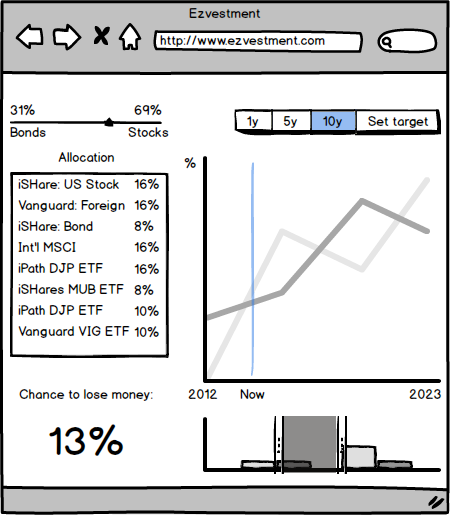 Ezvestment
http://www.ezvestment.com
31% 69%
Bonds Stocks
1y 5y 10y Set target
Allocation
iSHare: US Stock 16%
Vanguard: Foreign 16%
iSHare: Bond 8%
Int'l MSCI 16%
iPath DJP ETF 16%
iSHares MUB ETF 8%
iPath DJP ETF 10%
Vanguard VIG ETF 10%
%
2012 Now 2023
Chance to lose money:
13%